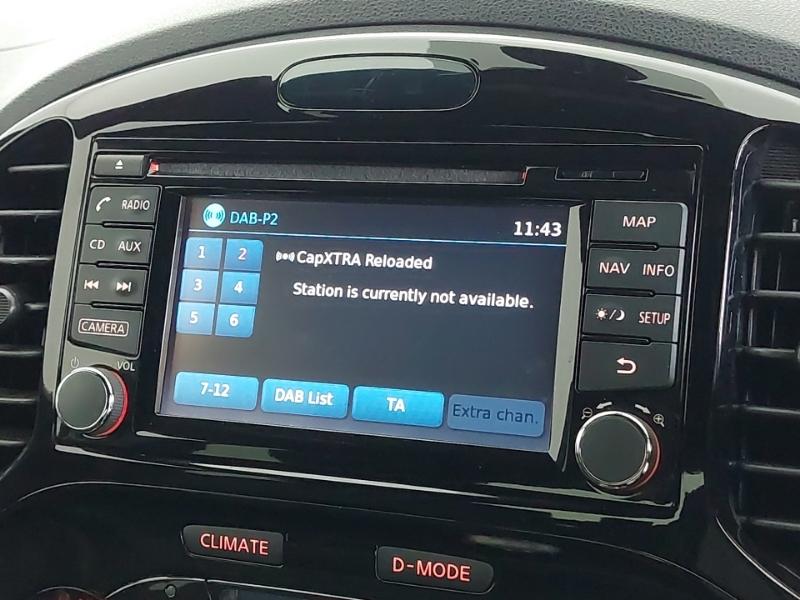 RADIO
CD AUX
CAMERA
VOL
DAB-P2
11:43
1 2
3 4
5 6
CapXTRA Reloaded
Station is currently not available.
7-12
DAB List
TA
Extra chan.
MAP
NAV INFO
SETUP
CLIMATE
D-MODE